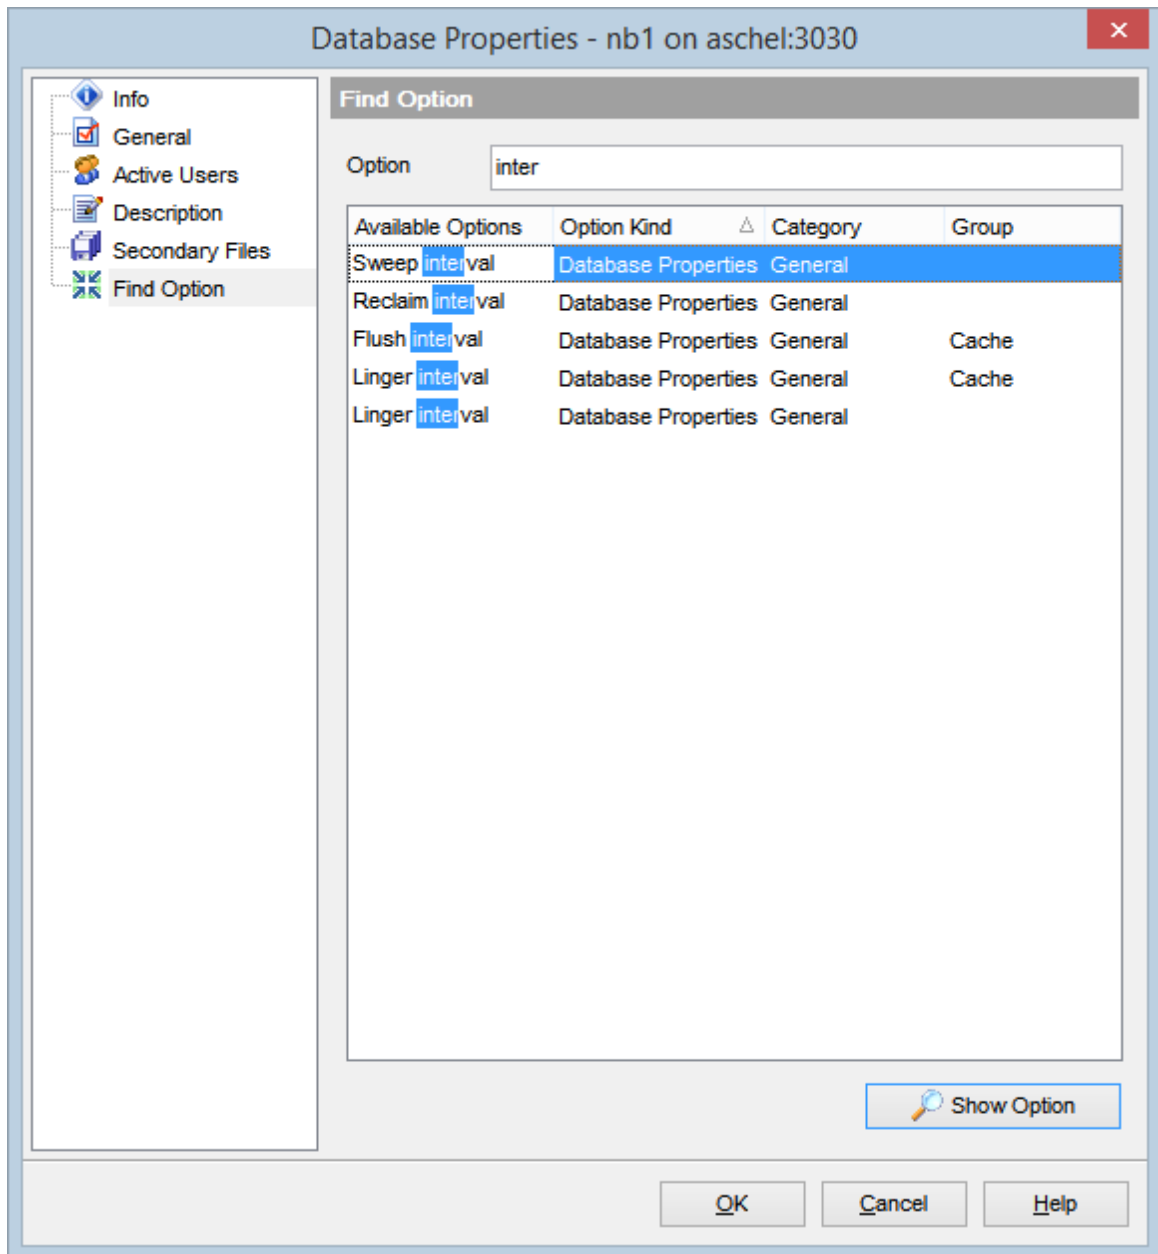 Database Properties - nb1 on aschel:3030
Info
General
Active Users
Description
Secondary Files
Find Option
Find Option
Option inter
Available Options Option Kind Category Group
Sweep interval Database Properties General
Reclaim interval Database Properties General
Flush interval Database Properties General Cache
Linger interval Database Properties General Cache
Linger interval Database Properties General
Show Option
OK Cancel Help